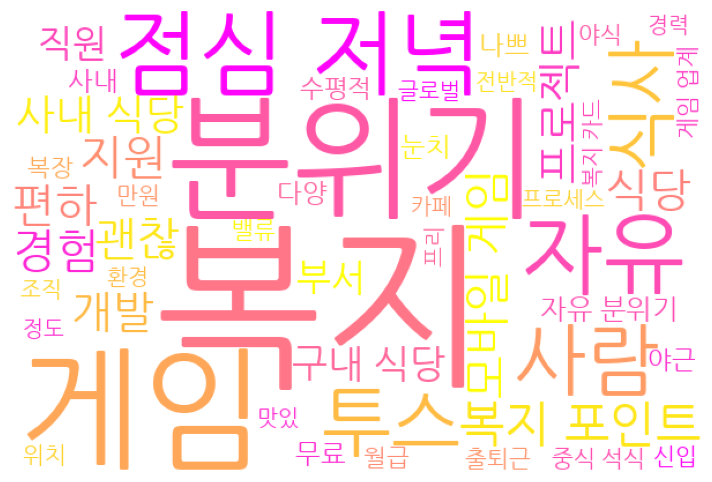 점심 저녁
직원
나쁘
야식
경력
사내
수평적
글로벌
전반적
프로젝트
식사
게임 업계
사내 식당
분위기
눈치
복지 카드
지원
복장
편하
만원
다양
카페
프로세스
식당
경험
괜찮
밸류
프리
모바일 게임
자유
복지
환경
부서
조직
개발
정도
자유 분위기
게임
구내 식당
사람
야근
투스
복지 포인트
맛있
위치
무료
월급
출퇴근
중식 석식
신입